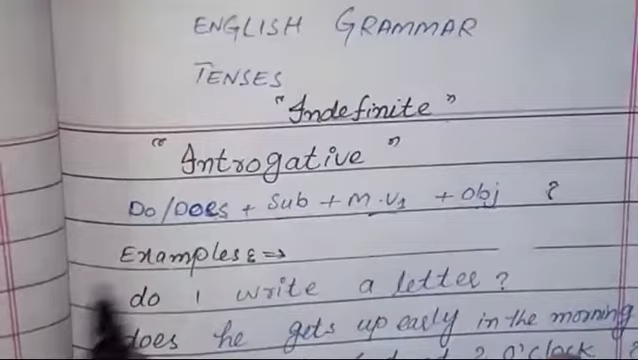 ENGLISH GRAMMAR
TENSES
"Indefinite"
"Introgative"
Do/Does + Sub + m.v1 + obj ?
Examples :⇒
do I write a letter?
does he gets up early in the morning
o'clock